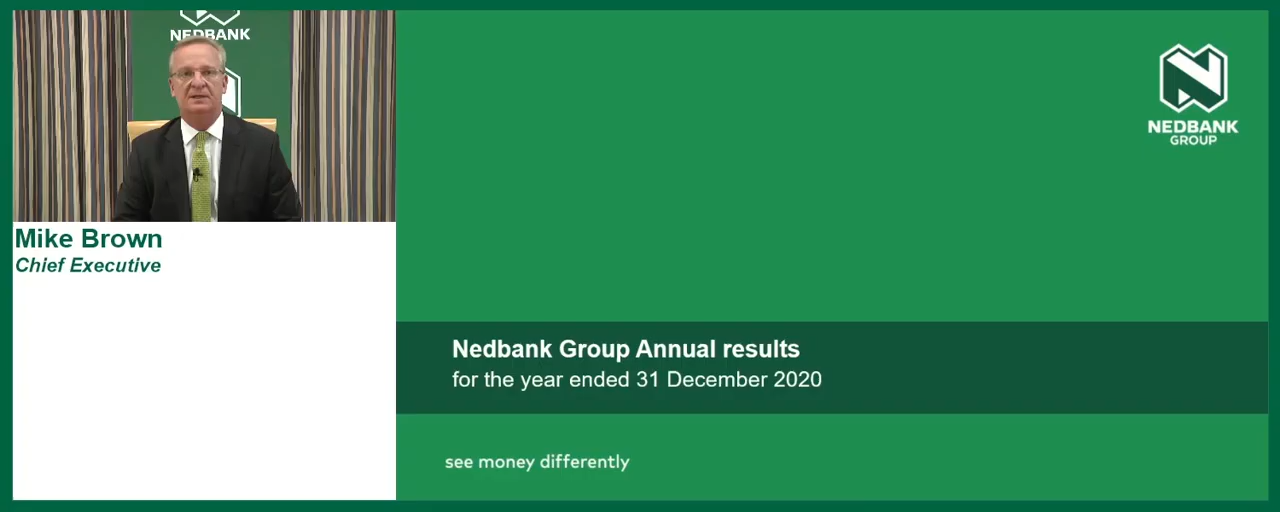 NEDBANK
Mike Brown
Chief Executive
NEDBANK
GROUP
Nedbank Group Annual results
for the year ended 31 December 2020
see money differently